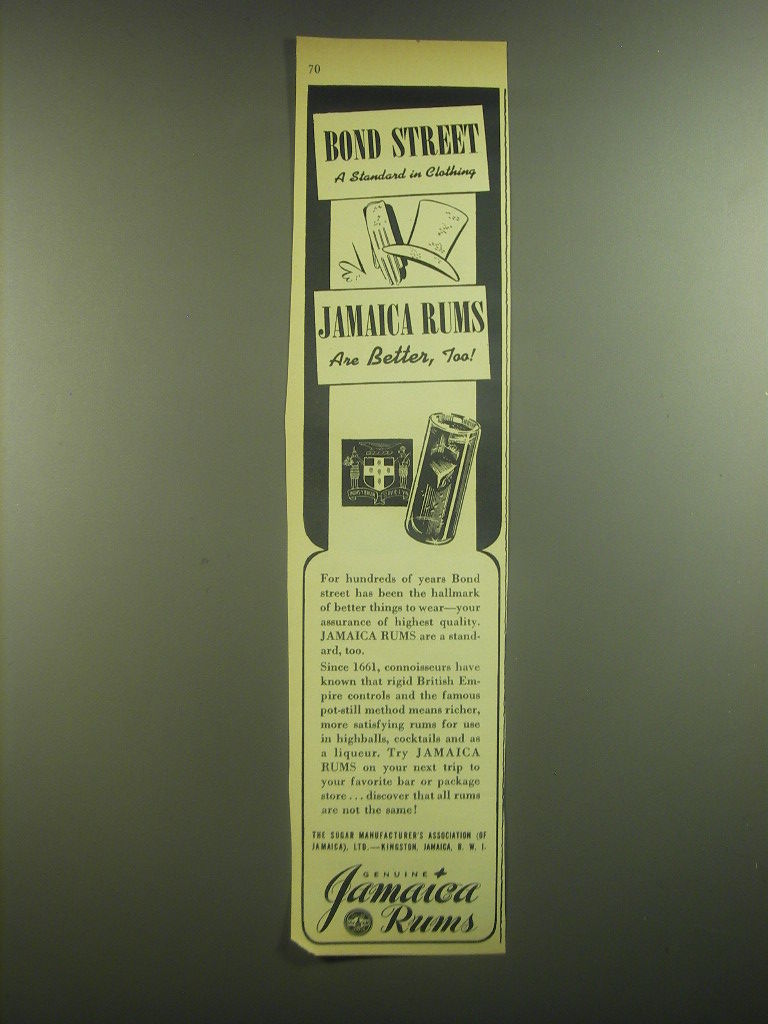 70
BOND STREET
A Standard in Clothing
JAMAICA RUMS
Are Better, Too!
For hundreds of years Bond
street has been the hallmark
of better things to wear—your
assurance of highest quality.
JAMAICA RUMS are a stand-
ard, too.
Since 1661, connoisseurs have
known that rigid British Em-
pire controls and the famous
pot-still method means richer,
more satisfying rums for use
in highballs, cocktails and as
a liqueur. Try JAMAICA
RUMS on your next trip to
your favorite bar or package
store . . . discover that all rums
are not the same!
THE SUGAR MANUFACTURER'S ASSOCIATION (OF
JAMAICA), LTD.—KINGSTON, JAMAICA, B. W. I.
GENUINE
Jamaica
Rums